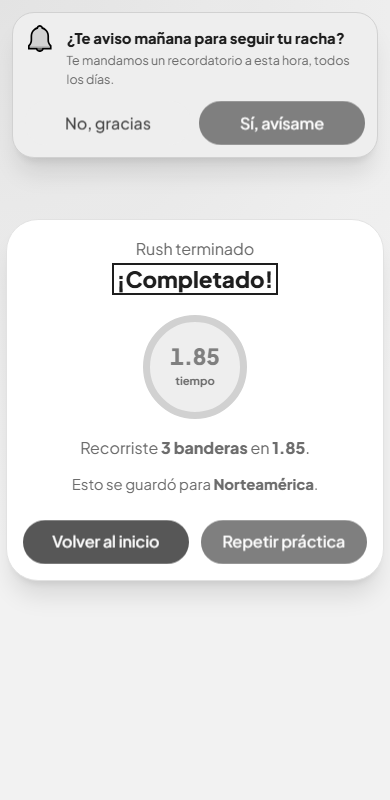 ¿Te aviso mañana para seguir tu racha?
Te mandamos un recordatorio a esta hora, todos
los días.
No, gracias
Sí, avísame
Rush terminado
¡Completado!
1.85
tiempo
Recorriste 3 banderas en 1.85.
Esto se guardó para Norteamérica.
Volver al inicio
Repetir práctica